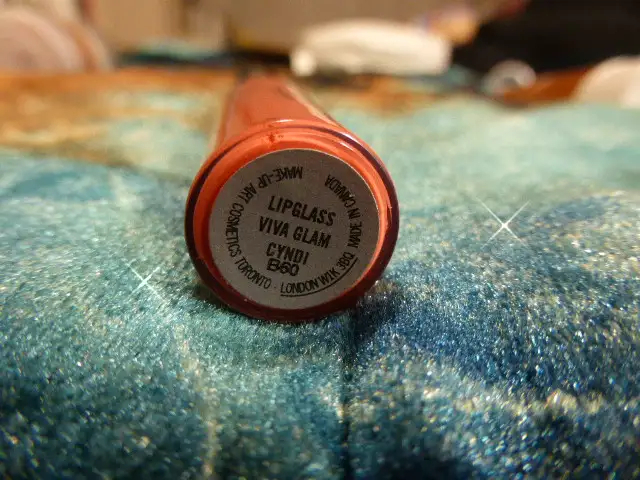 LIPGLASS
VIVA GLAM
CYNDI
B60
MAKE-UP ART COSMETICS TORONTO - LONDON W1K 3BQ MADE IN CANADA